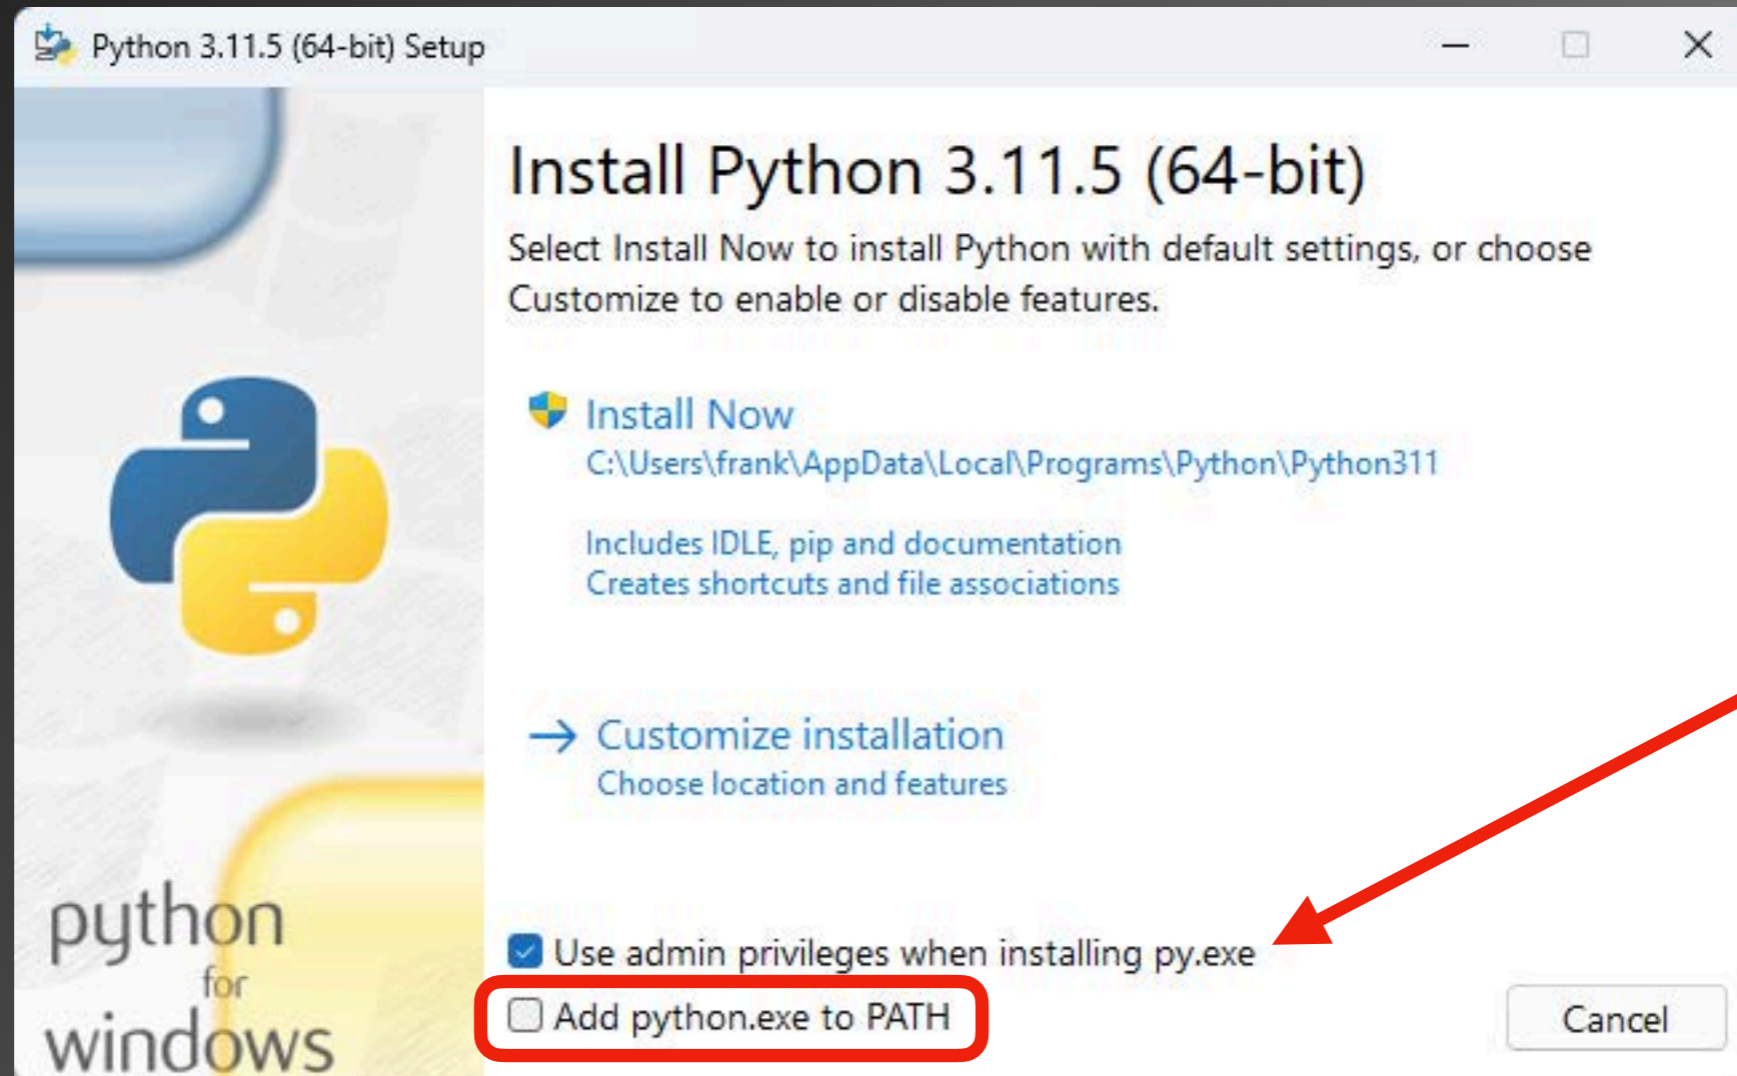 Python 3.11.5 (64-bit) Setup
Install Python 3.11.5 (64-bit)
Select Install Now to install Python with default settings, or choose
Customize to enable or disable features.
Install Now
C:\Users\frank\AppData\Local\Programs\Python\Python311
Includes IDLE, pip and documentation
Creates shortcuts and file associations
Customize installation
Choose location and features
python
for
windows
Use admin privileges when installing py.exe
Add python.exe to PATH
Cancel